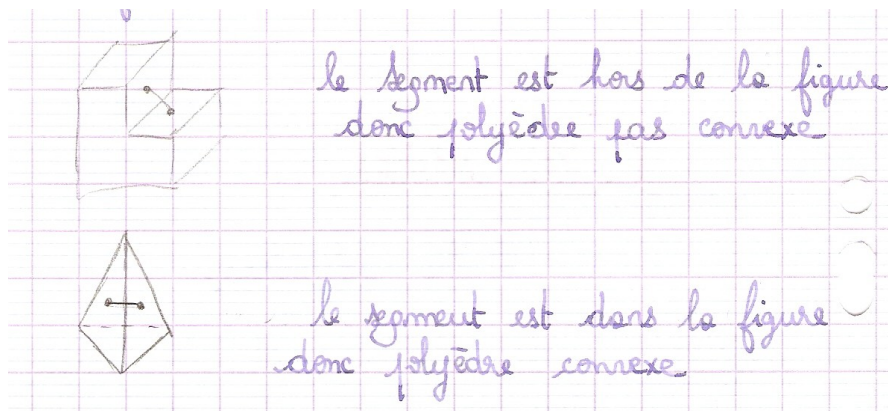 le segment est hors de la figure
donc polyèdre pas convexe
le segment est dans la figure
donc polyèdre convexe